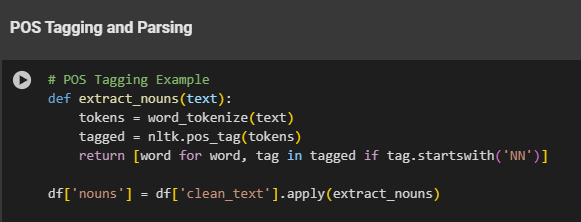 POS Tagging and Parsing
# POS Tagging Example
def extract_nouns(text):
    tokens = word_tokenize(text)
    tagged = nltk.pos_tag(tokens)
    return [word for word, tag in tagged if tag.startswith('NN')]

df['nouns'] = df['clean_text'].apply(extract_nouns)